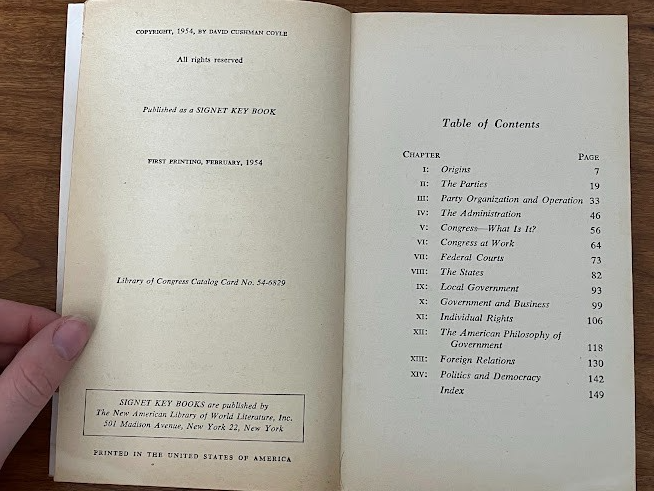 COPYRIGHT, 1954, BY DAVID CUSHMAN COYLE
All rights reserved
Published as a SIGNET KEY BOOK
FIRST PRINTING, FEBRUARY, 1954
Library of Congress Catalog Card No. 54-6829
SIGNET KEY BOOKS are published by
The New American Library of World Literature, Inc.
501 Madison Avenue, New York 22, New York
PRINTED IN THE UNITED STATES OF AMERICA
Table of Contents
CHAPTER PAGE
I: Origins 7
II: The Parties 19
III: Party Organization and Operation 33
IV: The Administration 46
V: Congress—What Is It? 56
VI: Congress at Work 64
VII: Federal Courts 73
VIII: The States 82
IX: Local Government 93
X: Government and Business 99
XI: Individual Rights 106
XII: The American Philosophy of
Government 118
XIII: Foreign Relations 130
XIV: Politics and Democracy 142
Index 149